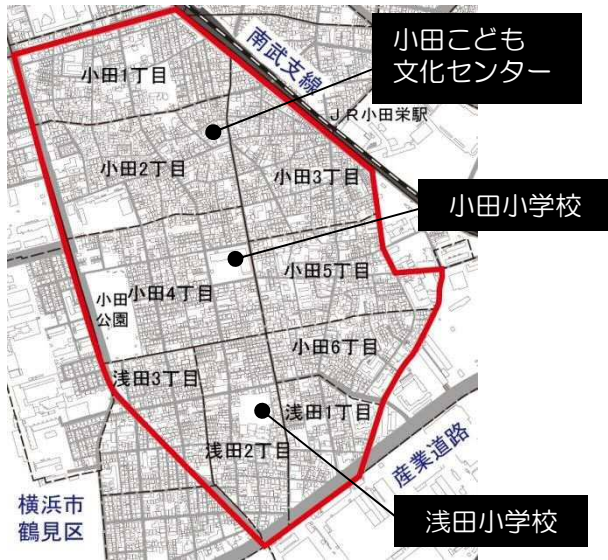 小田こども
文化センター
南武支線
小田1丁目
JR小田栄駅
小田2丁目
小田3丁目
小田小学校
小田4丁目
小田5丁目
小田
公園
小田6丁目
浅田3丁目
浅田1丁目
浅田2丁目
産業道路
横浜市
鶴見区
浅田小学校